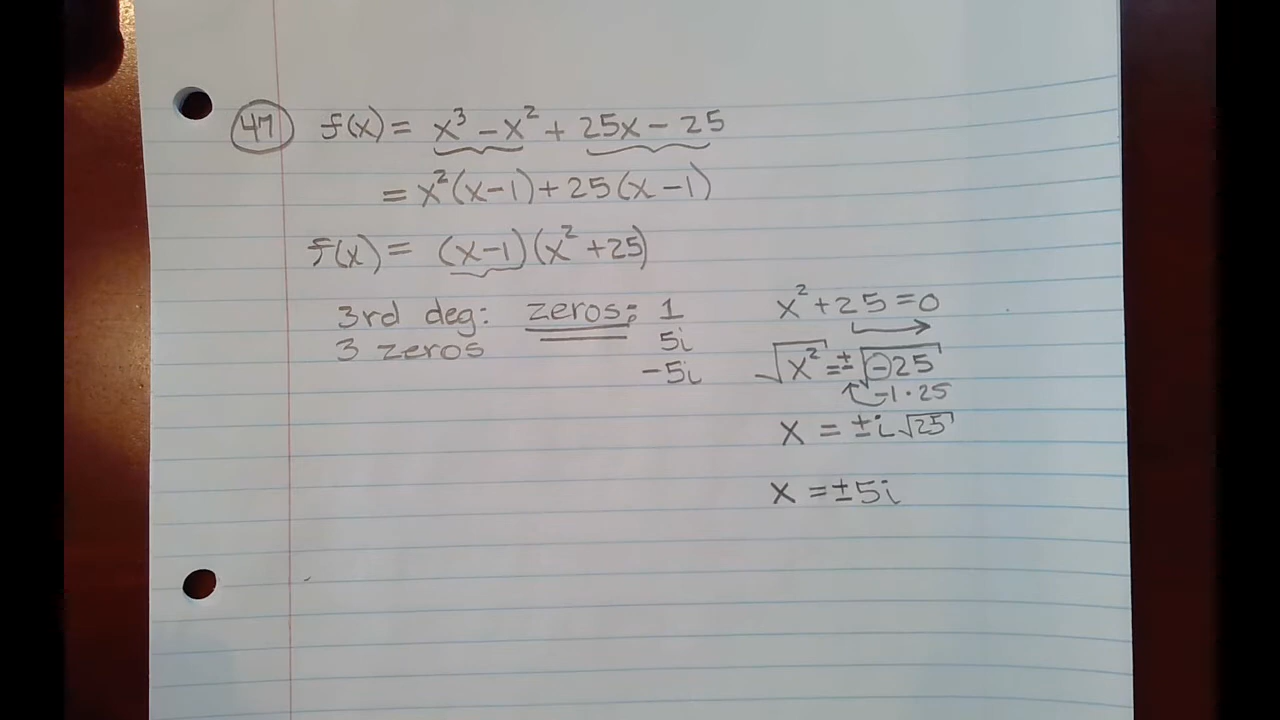 47 f(x) = x³ - x² + 25x - 25
= x²(x-1) + 25(x-1)
f(x) = (x-1)(x² + 25)
3rd deg: zeros: 1
3 zeros 5i
-5i
x² + 25 = 0
√x² = ±√-25
-1·25
x = ±i√25
x = ±5i